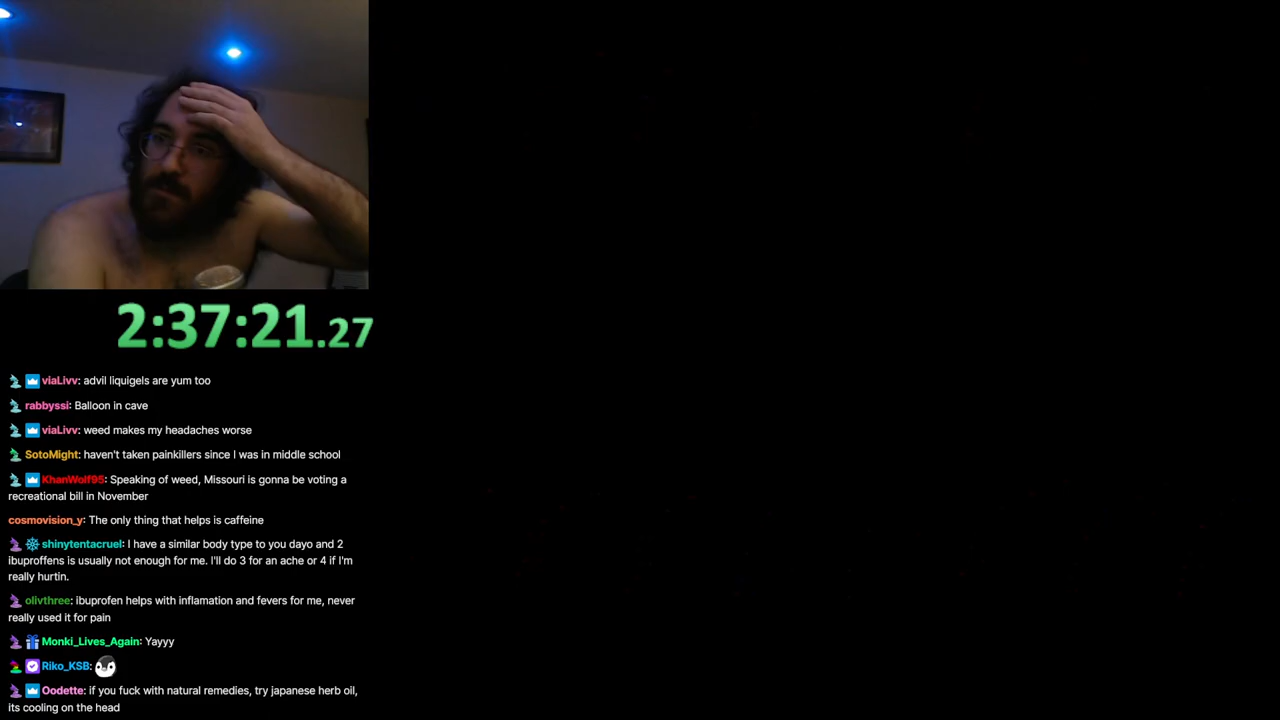 2:37:21.27
viaLivv: advil liquigels are yum too
rabbyssi: Balloon in cave
viaLivv: weed makes my headaches worse
SotoMight: haven't taken painkillers since I was in middle school
KhanWolf95: Speaking of weed, Missouri is gonna be voting a
recreational bill in November
cosmovision_y: The only thing that helps is caffeine
shinytentacruel: I have a similar body type to you dayo and 2
ibuproffens is usually not enough for me. I'll do 3 for an ache or 4 if I'm
really hurtin.
olivthree: ibuprofen helps with inflamation and fevers for me, never
really used it for pain
Monki_Lives_Again: Yayyy
Riko_KSB:
Oodette: if you fuck with natural remedies, try japanese herb oil,
its cooling on the head